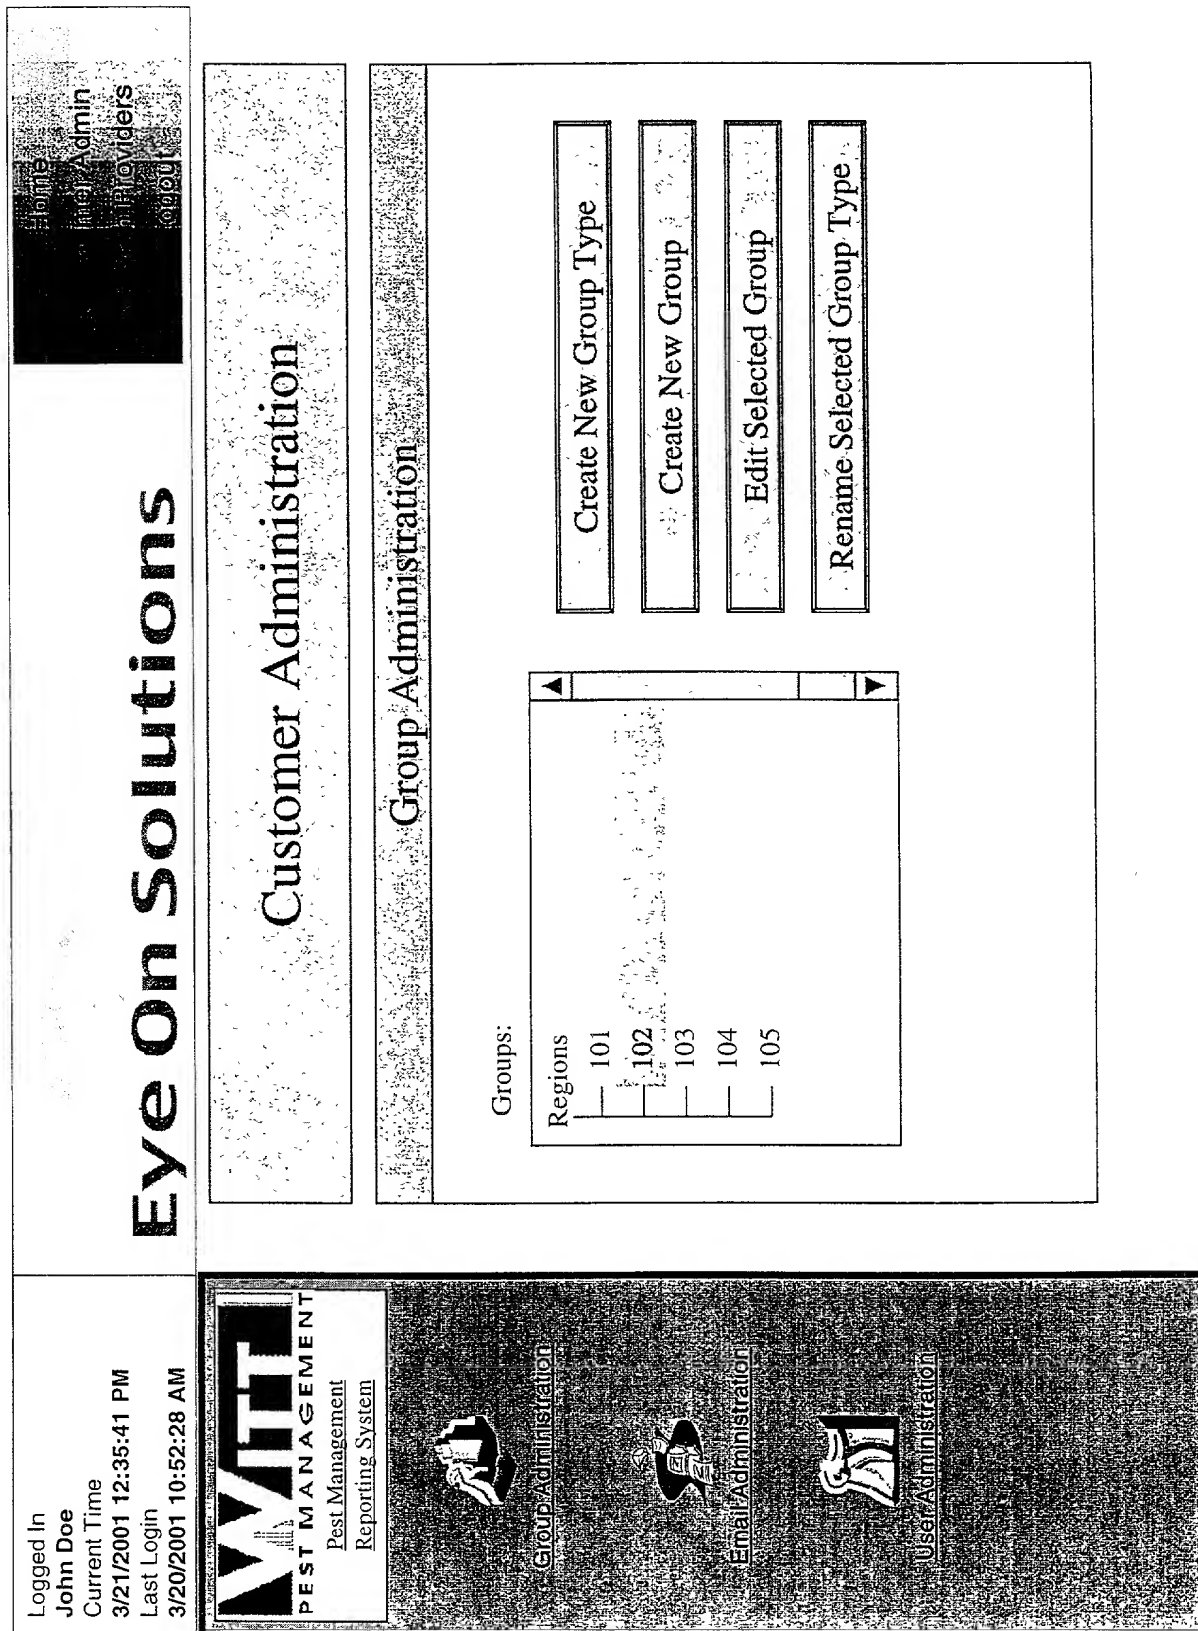 Logged In
John Doe
Current Time
3/21/2001 12:35:41 PM
Last Login
3/20/2001 10:52:28 AM
Eye On Solutions
Home
Admin
Providers
PEST MANAGEMENT
Pest Management
Reporting System
Group Administration
Email Administration
User Administration
Customer Administration
Group Administration
Groups:
Regions
101
102
103
104
105
Create New Group Type
Create New Group
Edit Selected Group
Rename Selected Group Type